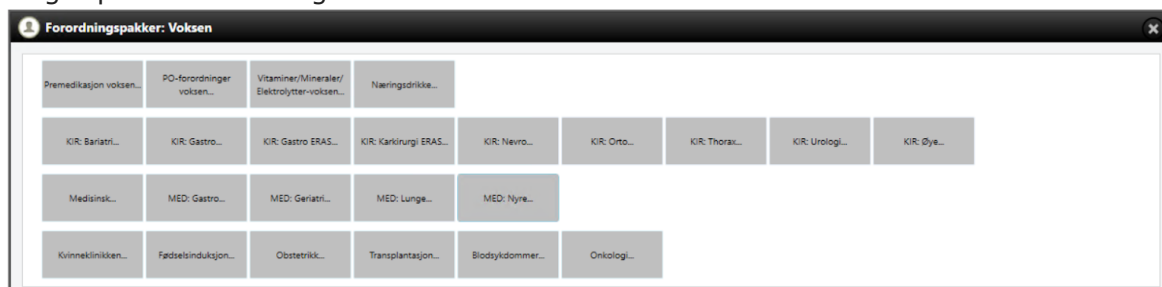 Forordningspakker: Voksen
Premedikasjon voksen...
PO-forordninger
voksen...
Vitaminer/Mineraler/
Elektrolytter-voksen...
Næringsdrikke...
KIR: Bariatri...
KIR: Gastro...
KIR: Gastro ERAS...
KIR: Karkirurgi ERAS...
KIR: Nevro...
KIR: Orto...
KIR: Thorax...
KIR: Urologi...
KIR: Øye...
Medisinsk...
MED: Gastro...
MED: Geriatri...
MED: Lunge...
MED: Nyre...
Kvinneklinikken...
Fødselsinduksjon...
Obstetrikk...
Transplantasjon...
Blodsykdommer...
Onkologi...